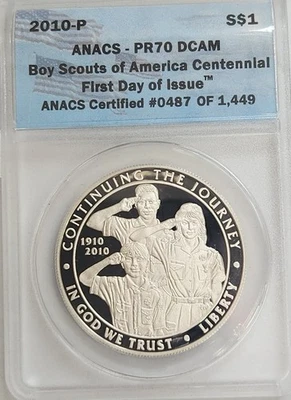 2010-P S$1
ANACS - PR70 DCAM
Boy Scouts of America Centennial
First Day of Issue™
ANACS Certified #0487 OF 1,449
CONTINUING THE JOURNEY
1910
2010
IN GOD WE TRUST • LIBERTY